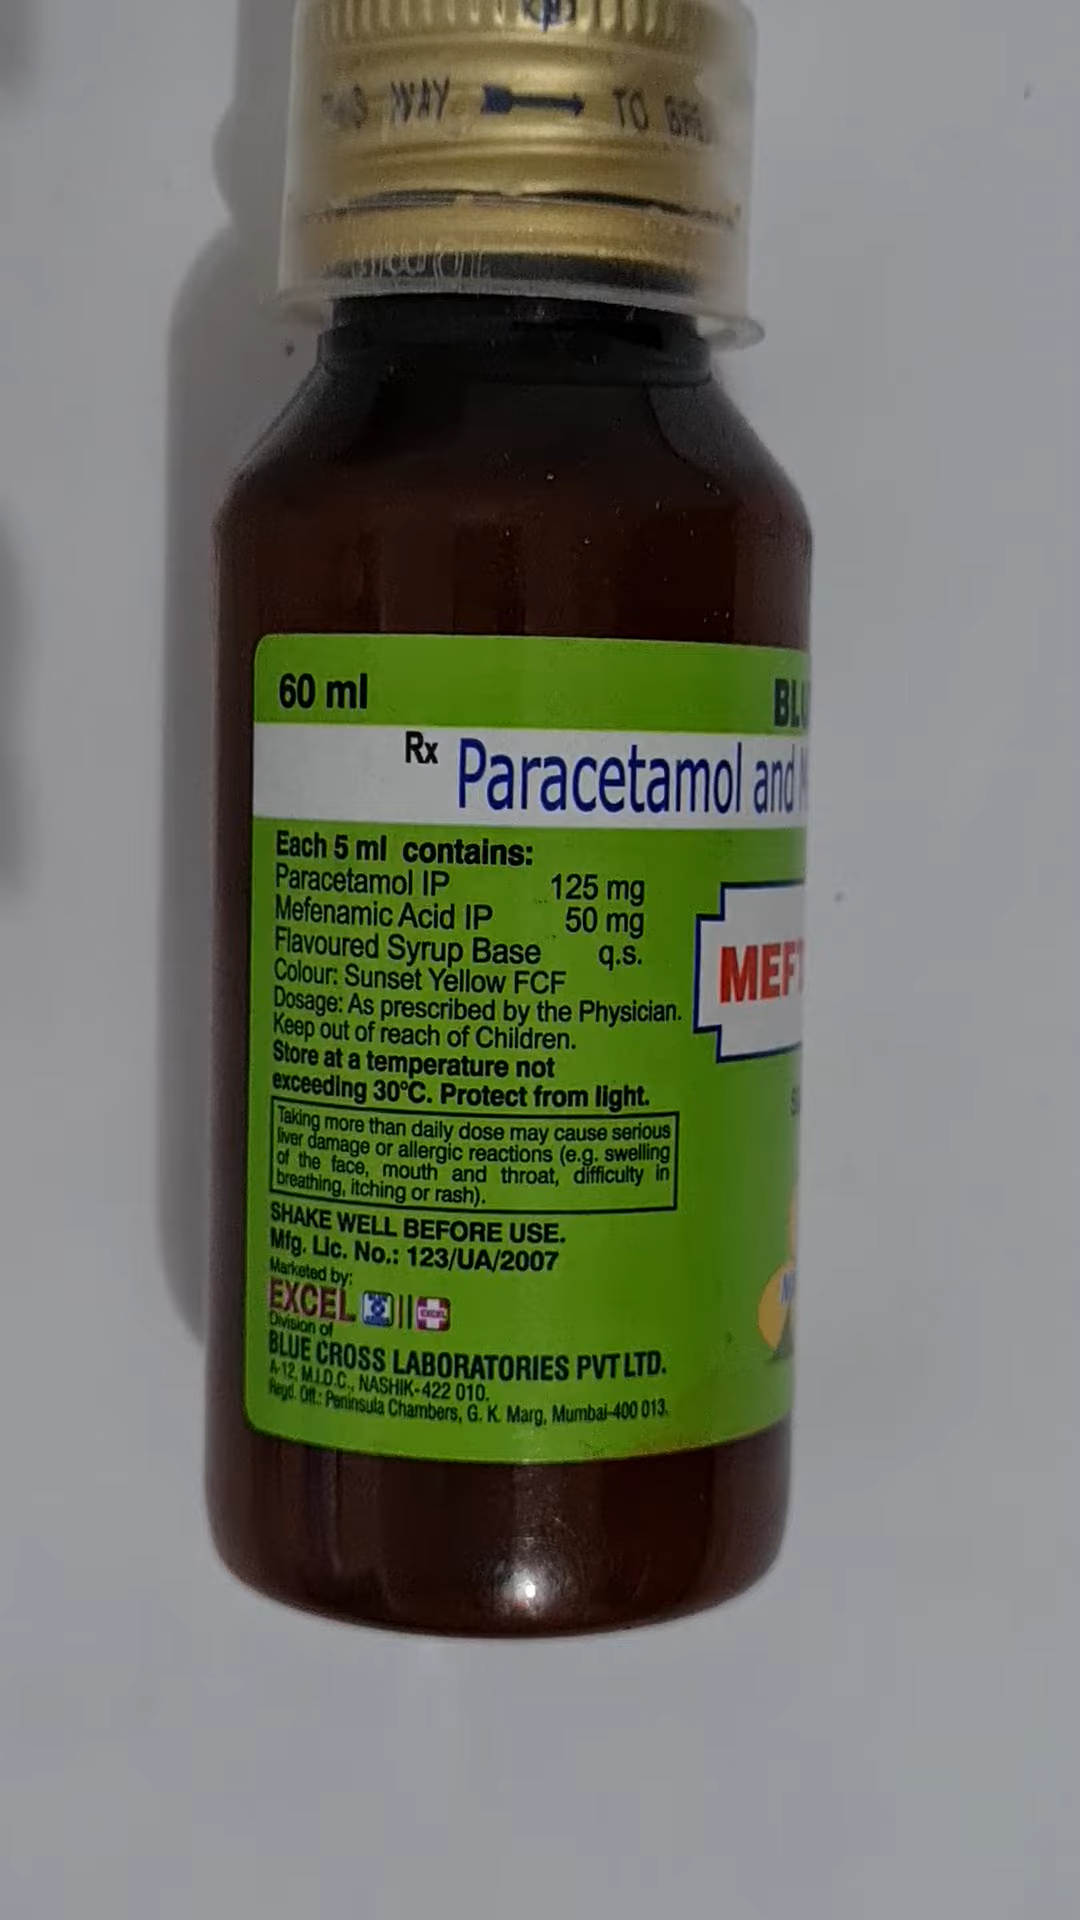 WAY TO
60 ml
Rx Paracetamol and
Each 5 ml contains:
Paracetamol IP 125 mg
Mefenamic Acid IP 50 mg
Flavoured Syrup Base q.s.
Colour: Sunset Yellow FCF
Dosage: As prescribed by the Physician.
Keep out of reach of Children.
Store at a temperature not
exceeding 30°C. Protect from light.
Taking more than daily dose may cause serious
liver damage or allergic reactions (e.g. swelling
of the face, mouth and throat, difficulty in
breathing, itching or rash).
SHAKE WELL BEFORE USE.
Mfg. Lic. No.: 123/UA/2007
Marketed by:
EXCEL
Division of
BLUE CROSS LABORATORIES PVT LTD.
A-12, M.I.D.C., NASHIK-422 010.
Regd. Off.: Peninsula Chambers, G. K. Marg, Mumbai-400 013.